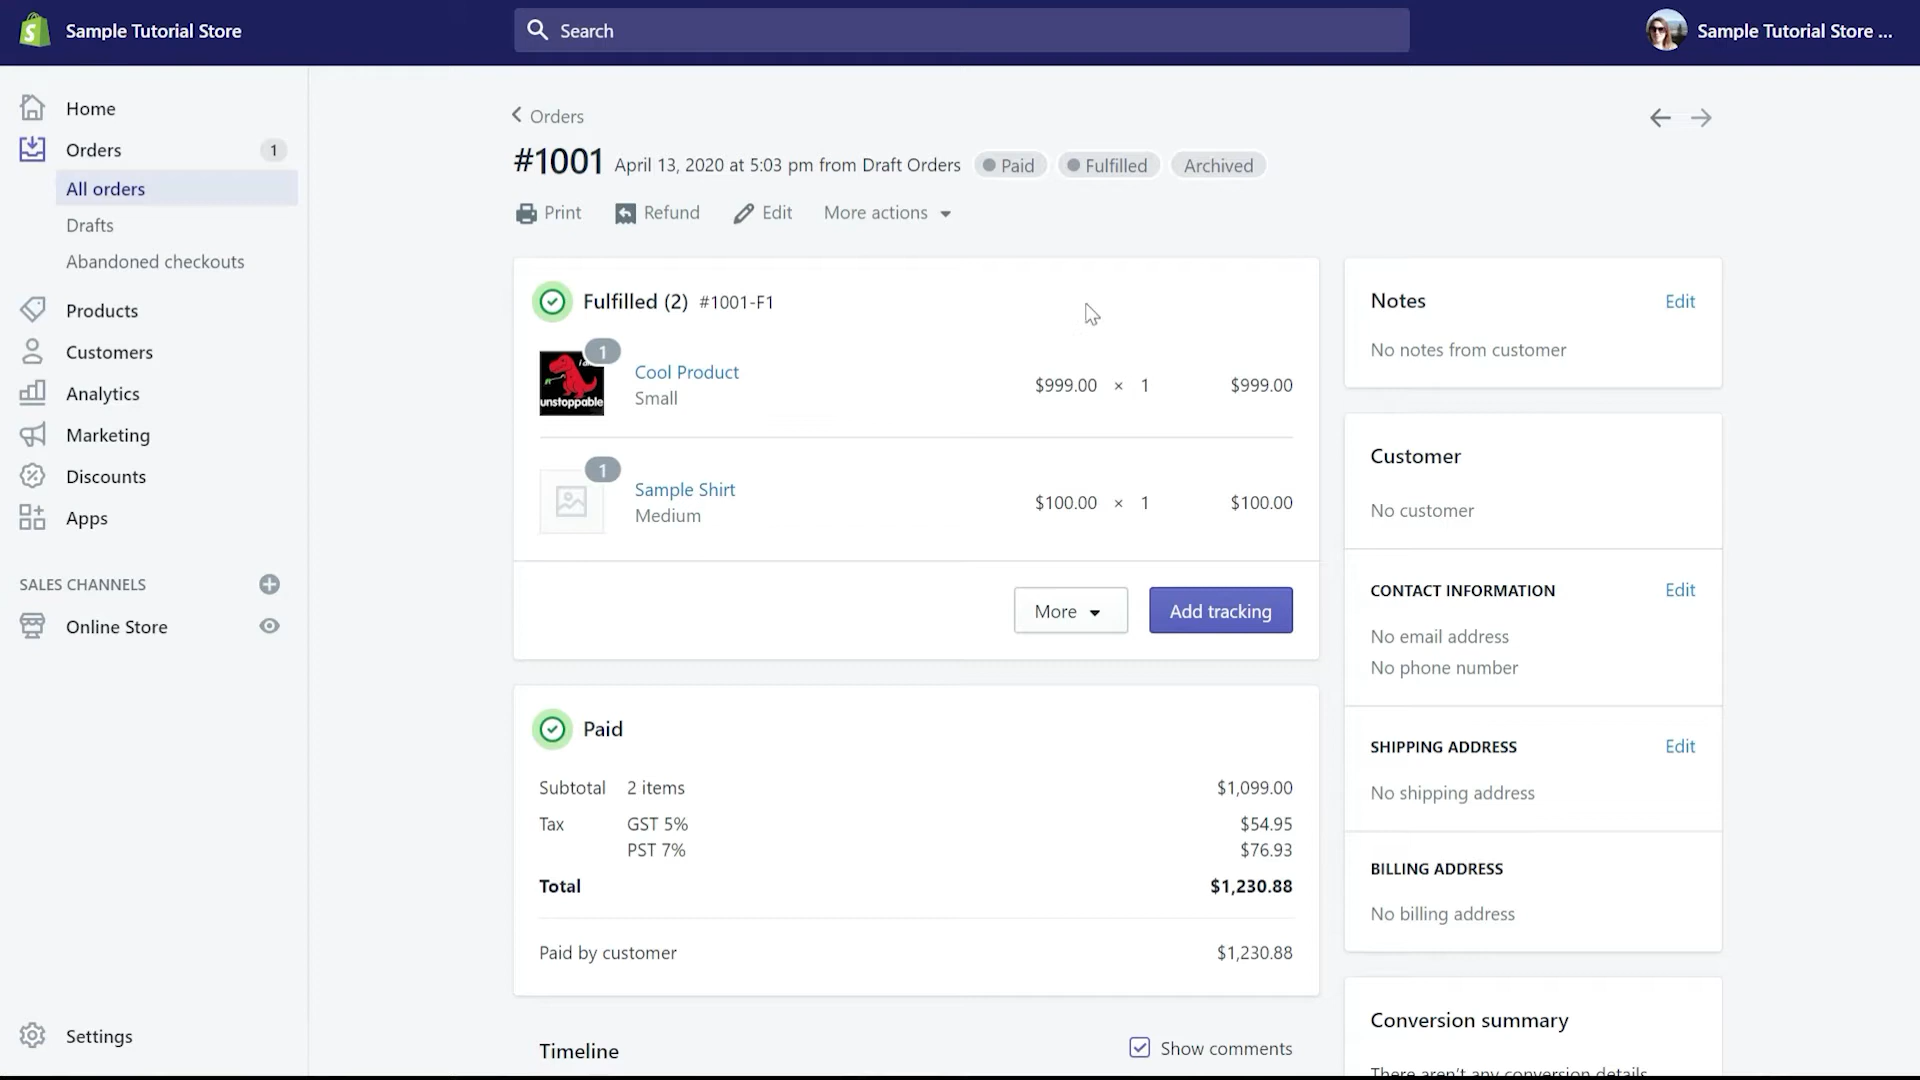 Sample Tutorial Store
Search
Sample Tutorial Store ...
Home
Orders 1
All orders
Drafts
Abandoned checkouts
Products
Customers
Analytics
Marketing
Discounts
Apps
SALES CHANNELS
Online Store
Settings
Orders
#1001 April 13, 2020 at 5:03 pm from Draft Orders Paid Fulfilled Archived
Print Refund Edit More actions
Fulfilled (2) #1001-F1
1
unstoppable
Cool Product
Small
$999.00 × 1 $999.00
1
Sample Shirt
Medium
$100.00 × 1 $100.00
More Add tracking
Paid
Subtotal 2 items $1,099.00
Tax GST 5% $54.95
PST 7% $76.93
Total $1,230.88
Paid by customer $1,230.88
Timeline Show comments
Notes Edit
No notes from customer
Customer
No customer
CONTACT INFORMATION Edit
No email address
No phone number
SHIPPING ADDRESS Edit
No shipping address
BILLING ADDRESS
No billing address
Conversion summary
There aren't any conversion details